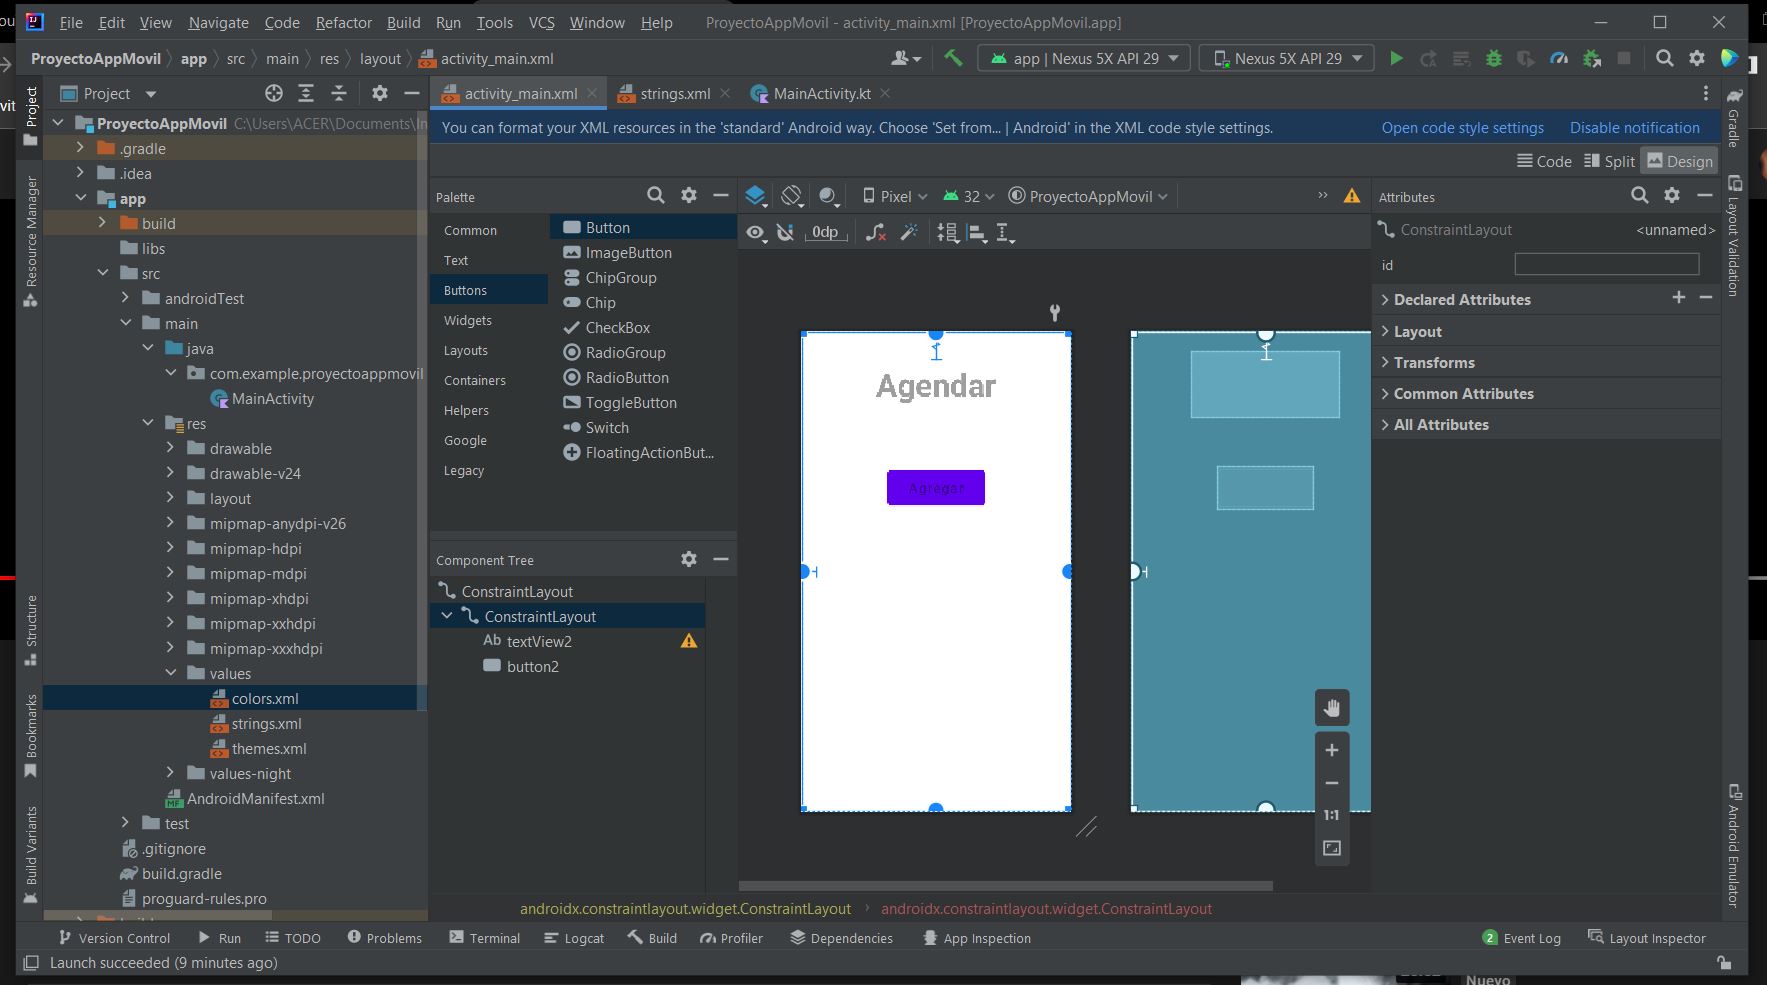 File Edit View Navigate Code Refactor Build Run Tools VCS Window Help ProyectoAppMovil - activity_main.xml [ProyectoAppMovil.app]
ProyectoAppMovil app src main res layout activity_main.xml app | Nexus 5X API 29 Nexus 5X API 29
Project
activity_main.xml strings.xml MainActivity.kt
You can format your XML resources in the 'standard' Android way. Choose 'Set from... | Android' in the XML code style settings. Open code style settings Disable notification
Code Split Design
Project
Resource Manager
Structure
Bookmarks
Build Variants
ProyectoAppMovil C:\Users\ACER\Documents\In
.gradle
.idea
app
build
libs
src
androidTest
main
java
com.example.proyectoappmovil
MainActivity
res
drawable
drawable-v24
layout
mipmap-anydpi-v26
mipmap-hdpi
mipmap-mdpi
mipmap-xhdpi
mipmap-xxhdpi
mipmap-xxxhdpi
values
colors.xml
strings.xml
themes.xml
values-night
AndroidManifest.xml
test
.gitignore
build.gradle
proguard-rules.pro
Palette
Common
Text
Buttons
Widgets
Layouts
Containers
Helpers
Google
Legacy
Button
ImageButton
ChipGroup
Chip
CheckBox
RadioGroup
RadioButton
ToggleButton
Switch
FloatingActionBut...
Component Tree
ConstraintLayout
ConstraintLayout
Ab textView2
button2
Pixel 32 ProyectoAppMovil
0dp
Agendar
Agregar
1:1
Attributes
ConstraintLayout <unnamed>
id
Declared Attributes
Layout
Transforms
Common Attributes
All Attributes
Gradle
Layout Validation
Android Emulator
androidx.constraintlayout.widget.ConstraintLayout androidx.constraintlayout.widget.ConstraintLayout
Version Control Run TODO Problems Terminal Logcat Build Profiler Dependencies App Inspection 2 Event Log Layout Inspector
Launch succeeded (9 minutes ago)
Nuevo